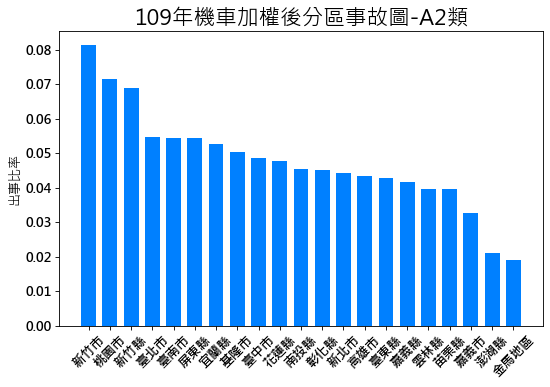 109年機車加權後分區事故圖-A2類
出事比率
0.08
0.07
0.06
0.05
0.04
0.03
0.02
0.01
0.00
新竹市
桃園市
新竹縣
臺北市
臺南市
屏東縣
宜蘭縣
基隆市
臺中市
花蓮縣
南投縣
彰化縣
新北市
高雄市
臺東縣
嘉義縣
雲林縣
苗栗縣
嘉義市
澎湖縣
金馬地區